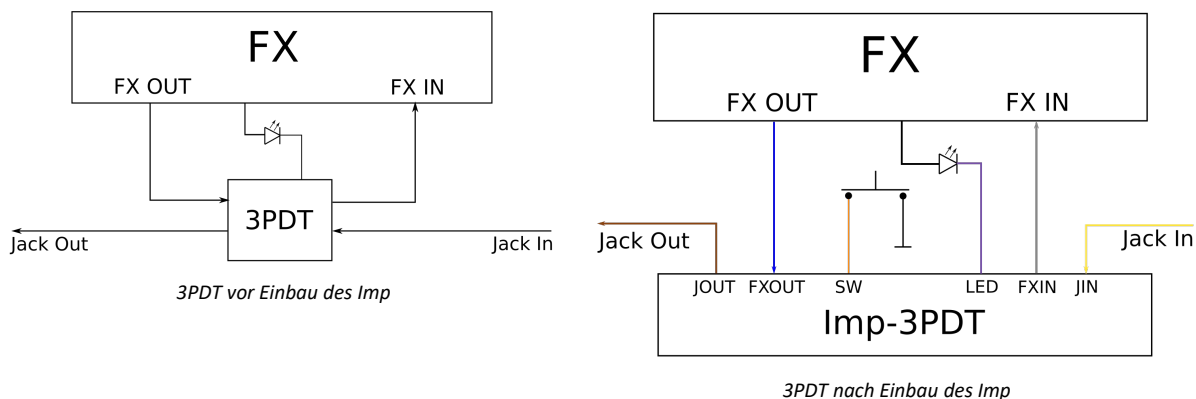 FX
FX OUT
FX IN
3PDT
Jack Out
Jack In
3PDT vor Einbau des Imp
FX
FX OUT
FX IN
Jack Out
Jack In
JOUT FXOUT SW LED FXIN JIN
Imp-3PDT
3PDT nach Einbau des Imp